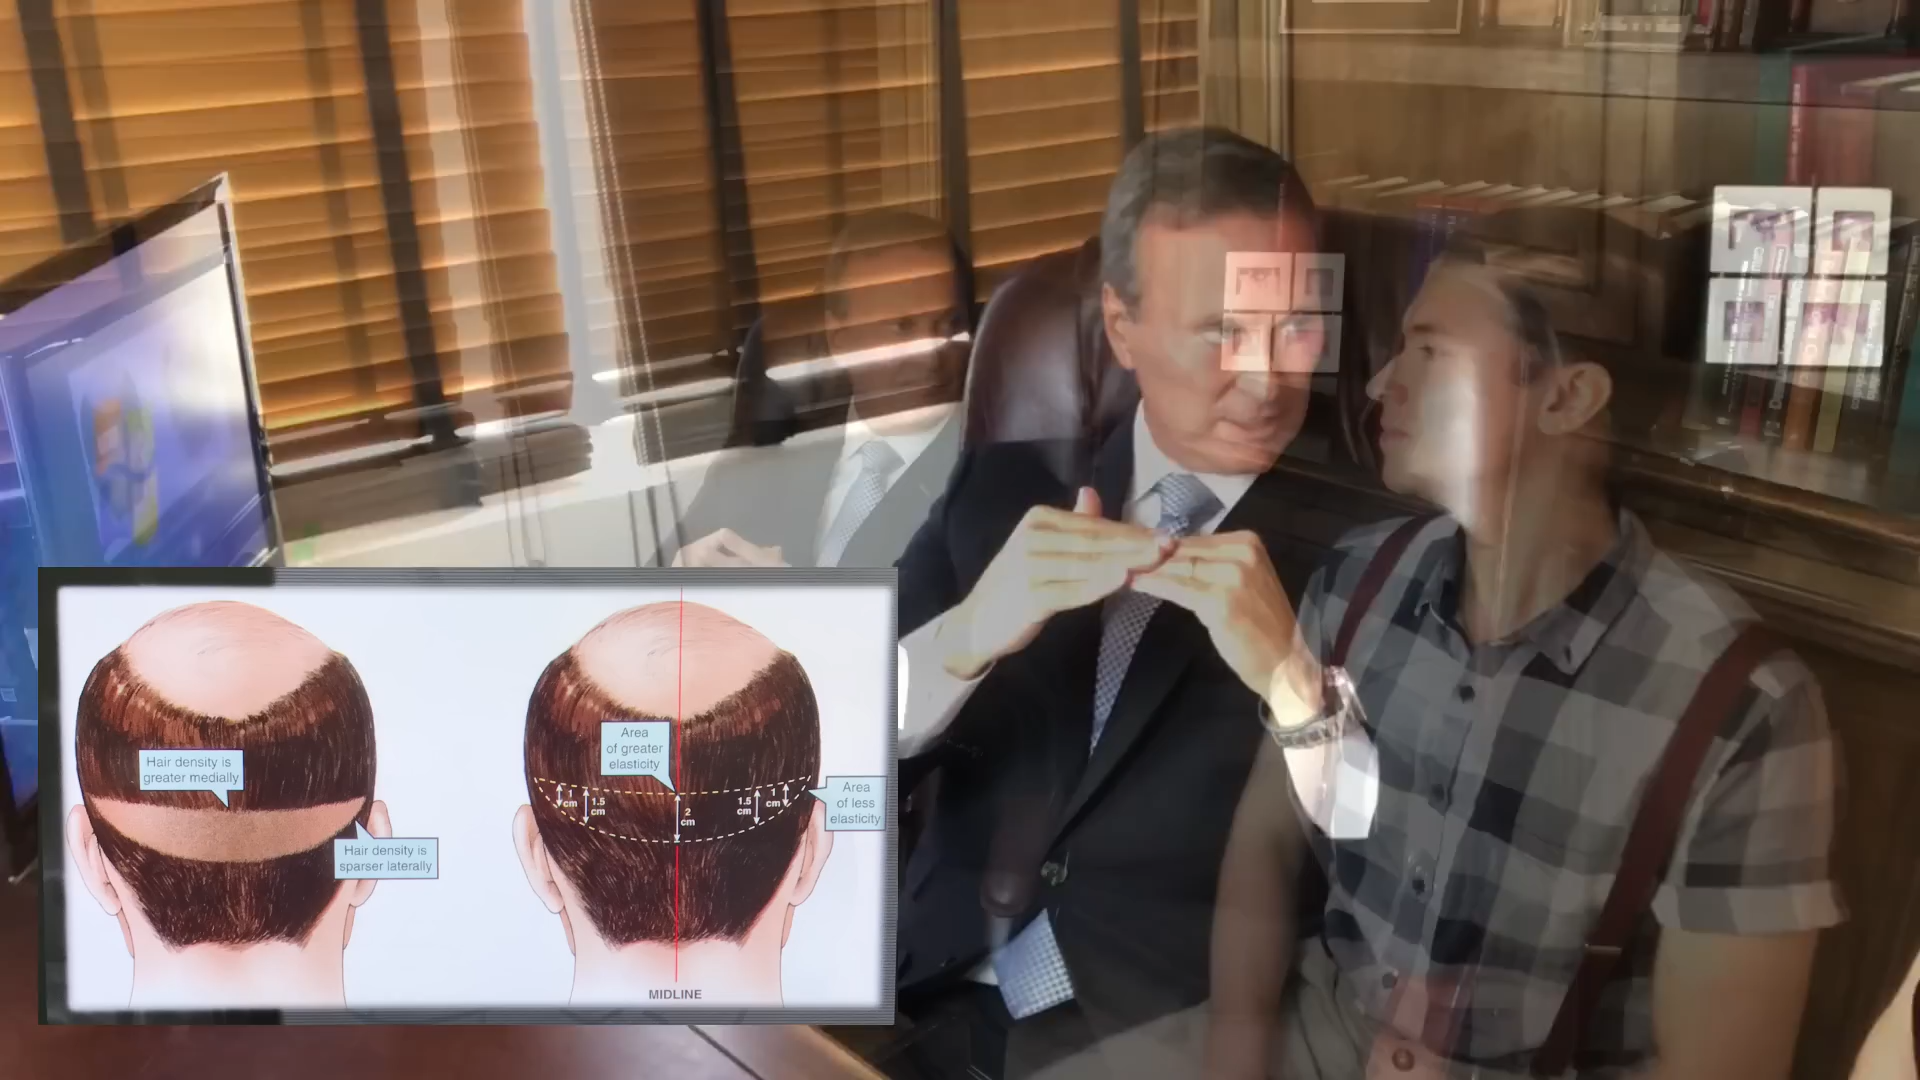 Hair density is
greater medially
Hair density is
sparser laterally
Area
of greater
elasticity
Area
of less
elasticity
1
cm
1.5
cm
2
cm
1.5
cm
1
cm
MIDLINE